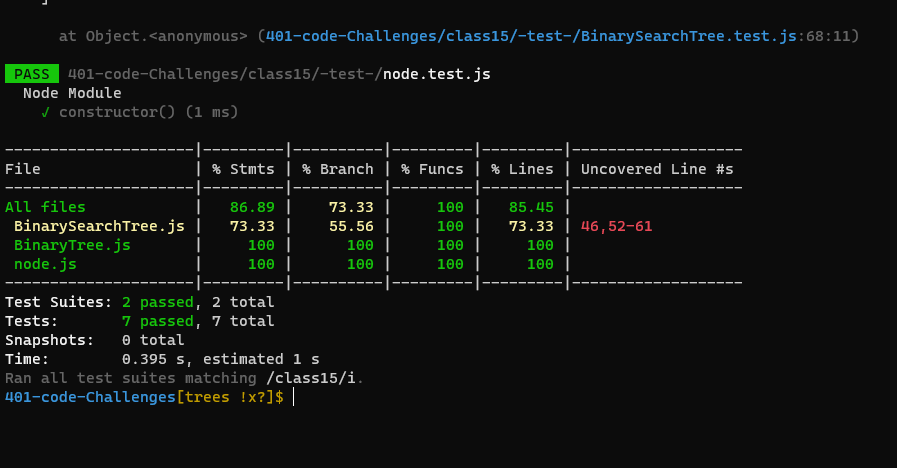 ]
at Object.<anonymous> (401-code-Challenges/class15/-test-/BinarySearchTree.test.js:68:11)
PASS 401-code-Challenges/class15/-test-/node.test.js
Node Module
√ constructor() (1 ms)
---------------------|---------|----------|---------|---------|-------------------
File                 | % Stmts | % Branch | % Funcs | % Lines | Uncovered Line #s
---------------------|---------|----------|---------|---------|-------------------
All files            |   86.89 |    73.33 |     100 |   85.45 |
 BinarySearchTree.js |   73.33 |    55.56 |     100 |   73.33 | 46,52-61
 BinaryTree.js       |     100 |      100 |     100 |     100 |
 node.js             |     100 |      100 |     100 |     100 |
---------------------|---------|----------|---------|---------|-------------------
Test Suites: 2 passed, 2 total
Tests:       7 passed, 7 total
Snapshots:   0 total
Time:        0.395 s, estimated 1 s
Ran all test suites matching /class15/i.
401-code-Challenges[trees !x?]$